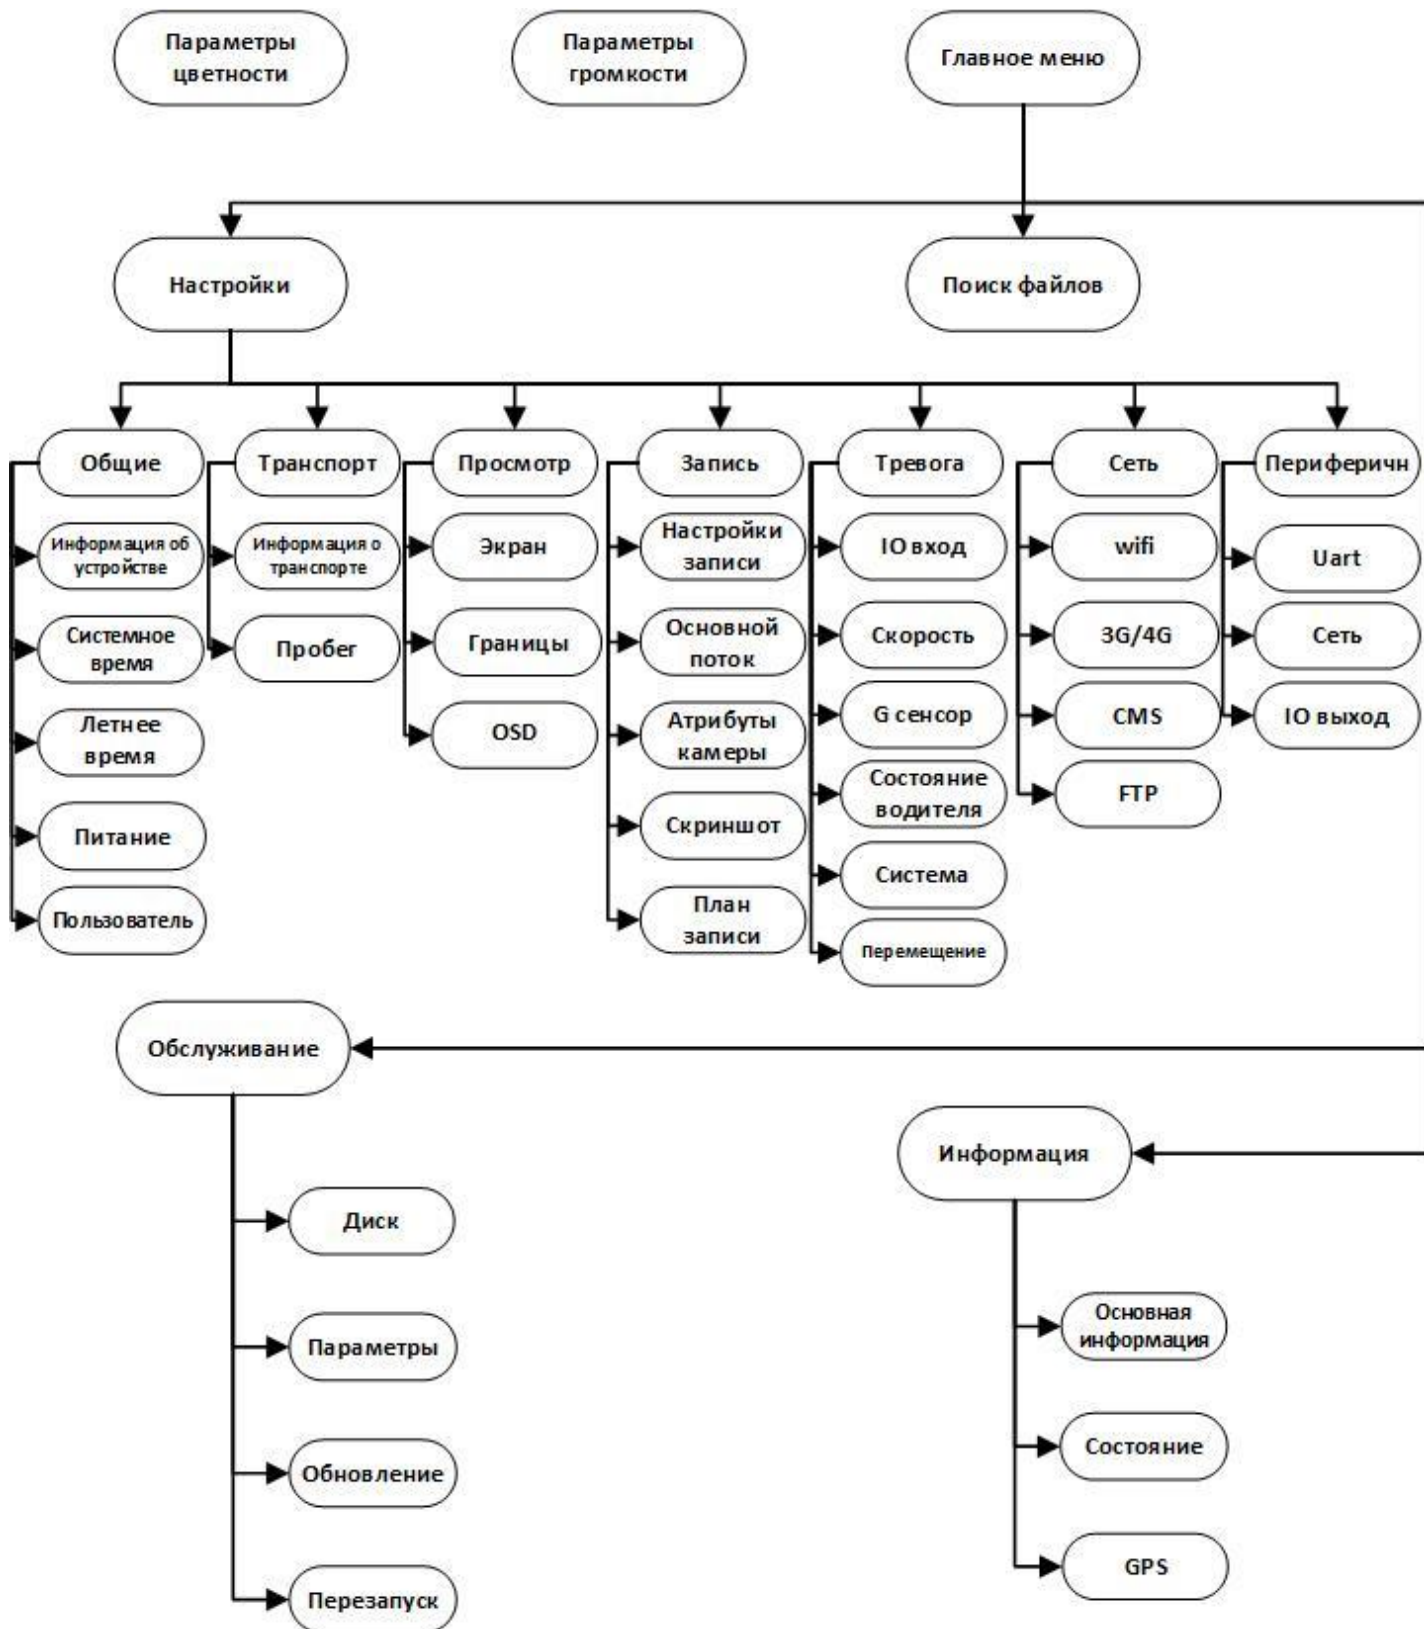 Параметры
цветности
Параметры
громкости
Главное меню
Настройки
Поиск файлов
Общие
Транспорт
Просмотр
Запись
Тревога
Сеть
Периферичн
Информация об
устройстве
Системное
время
Летнее
время
Питание
Пользователь
Информация о
транспорте
Пробег
Экран
Границы
OSD
Настройки
записи
Основной
поток
Атрибуты
камеры
Скриншот
План
записи
IO вход
Скорость
G сенсор
Состояние
водителя
Система
Перемещение
wifi
3G/4G
CMS
FTP
Uart
Сеть
IO выход
Обслуживание
Диск
Параметры
Обновление
Перезапуск
Информация
Основная
информация
Состояние
GPS